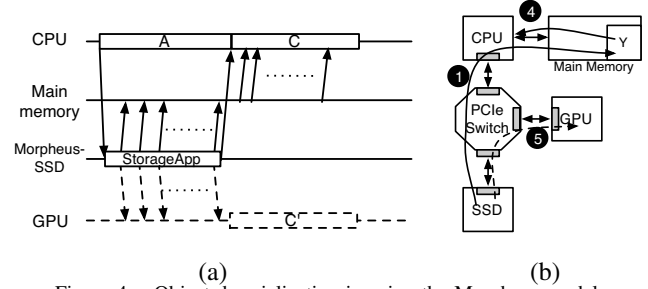 CPU
A
C
Main
memory
Morpheus-
SSD
StorageApp
GPU
C'
(a)
4
CPU
Y
Main Memory
1
PCIe
Switch
GPU
5
SSD
(b)